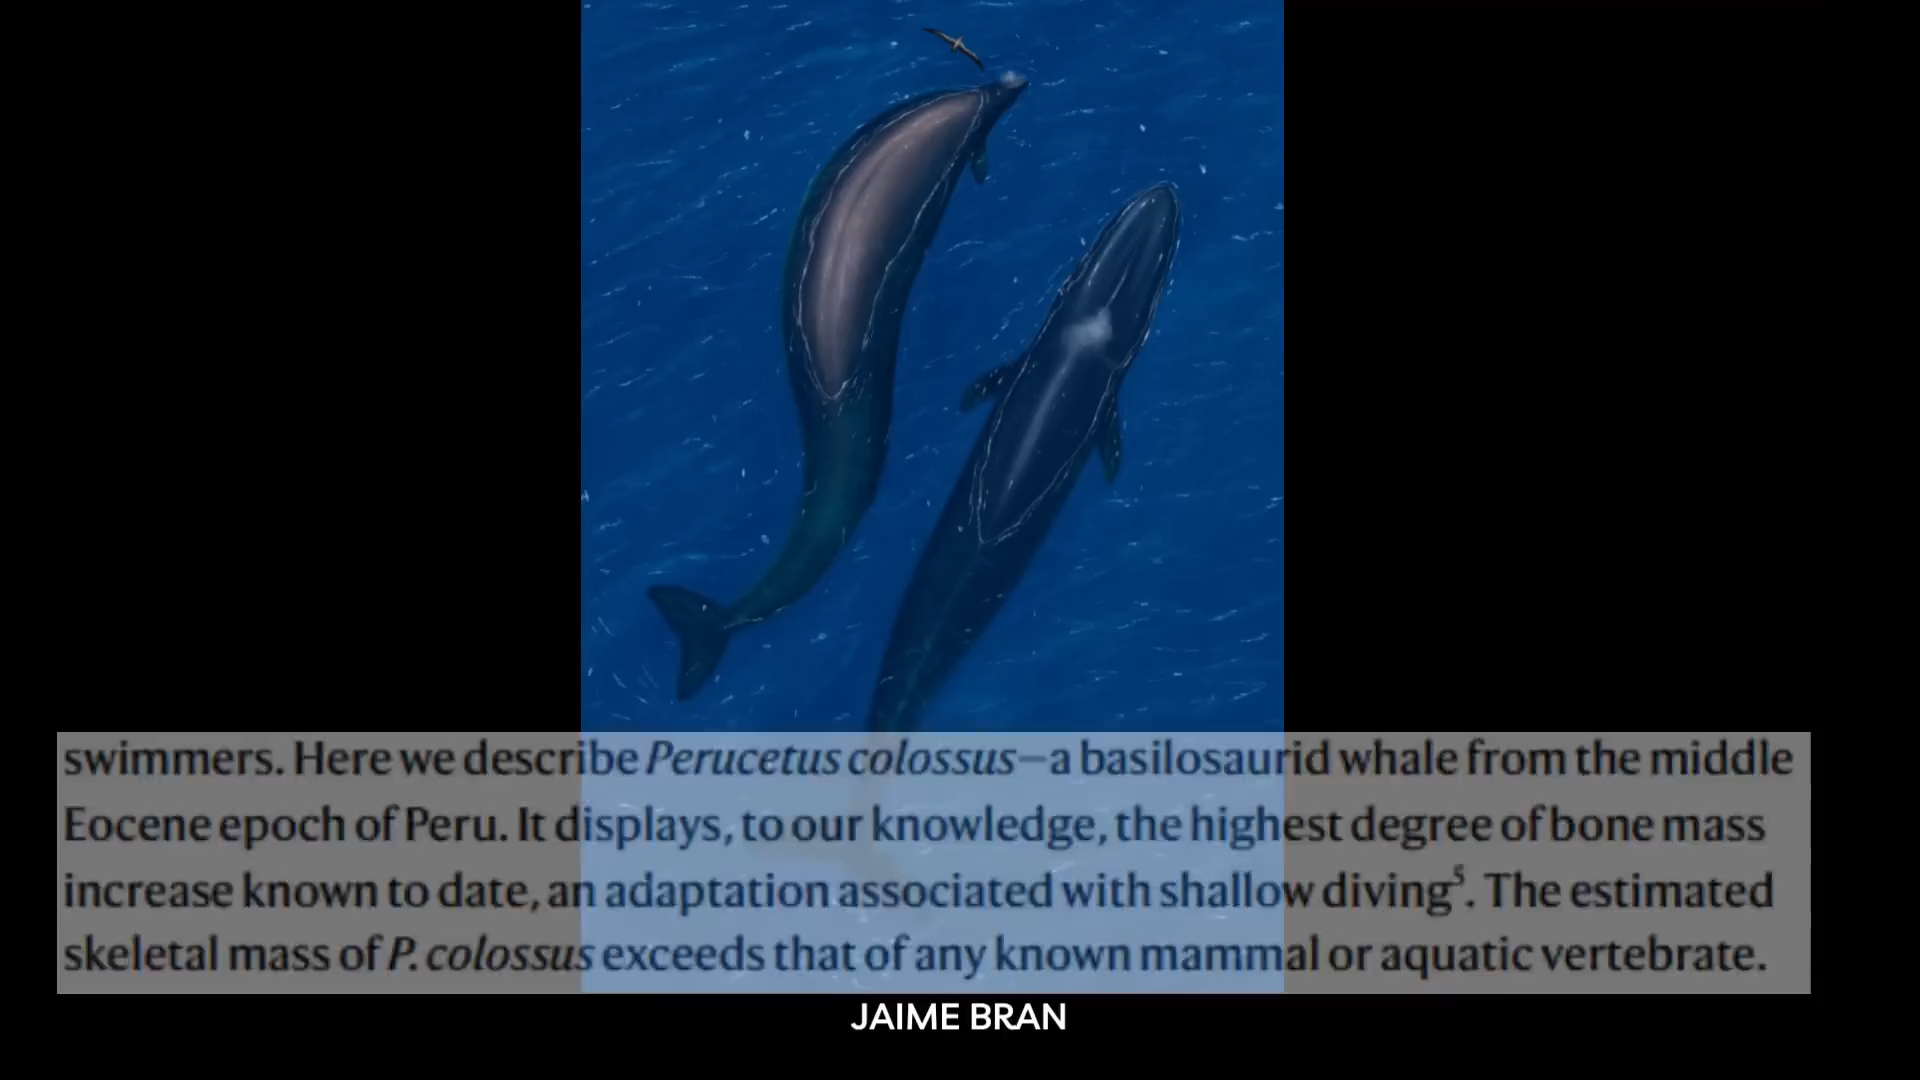 swimmers. Here we describe Perucetus colossus—a basilosaurid whale from the middle
Eocene epoch of Peru. It displays, to our knowledge, the highest degree of bone mass
increase known to date, an adaptation associated with shallow diving⁵. The estimated
skeletal mass of P. colossus exceeds that of any known mammal or aquatic vertebrate.
JAIME BRAN